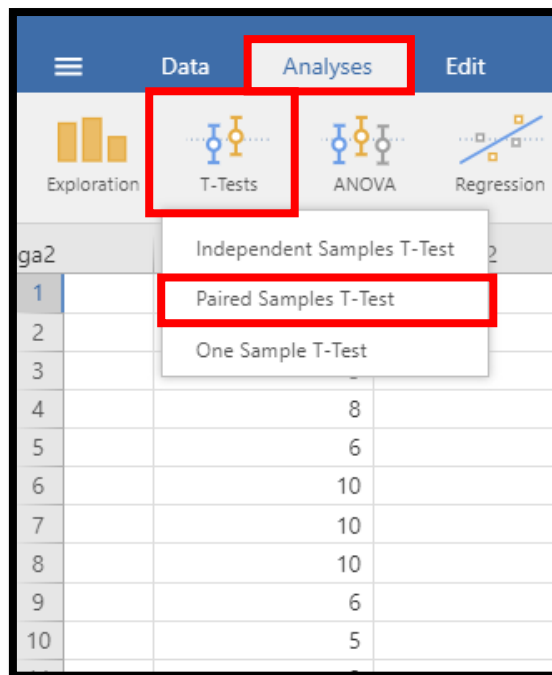 Data Analyses Edit
Exploration T-Tests ANOVA Regression
ga2 2
Independent Samples T-Test
1 Paired Samples T-Test
2
One Sample T-Test
3
4 8
5 6
6 10
7 10
8 10
9 6
10 5